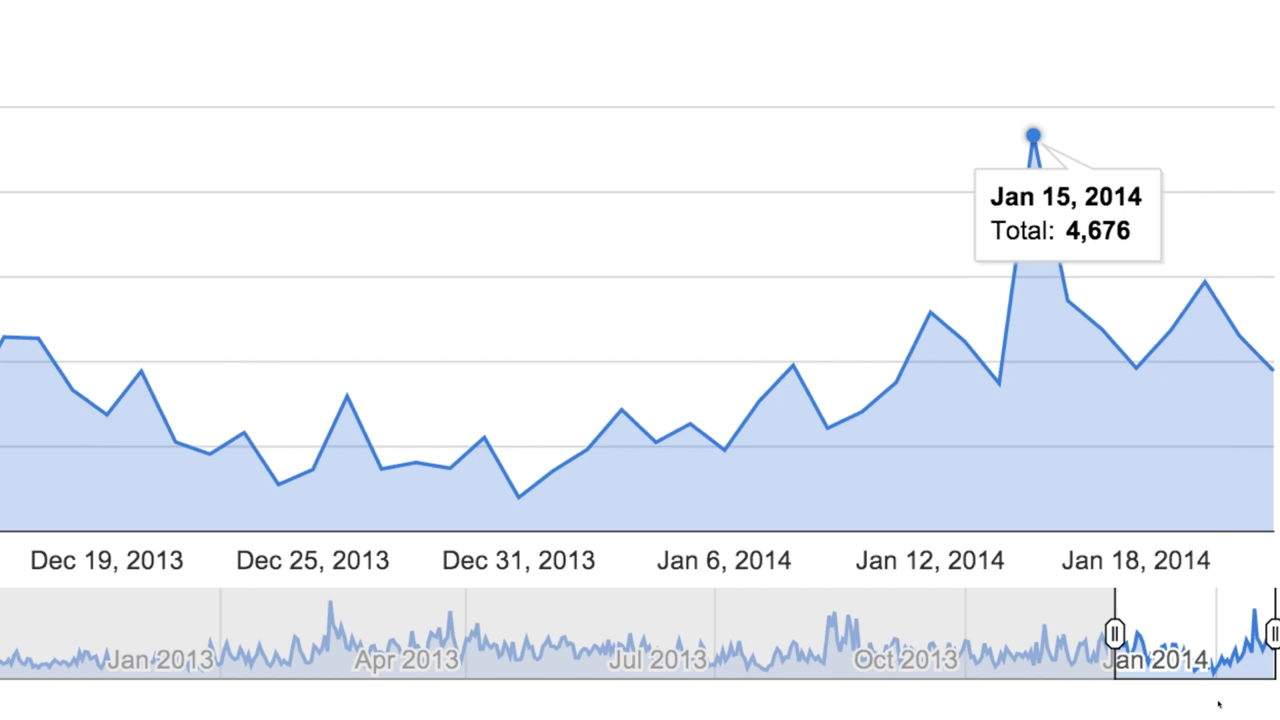 Jan 15, 2014
Total: 4,676
Dec 19, 2013 Dec 25, 2013 Dec 31, 2013 Jan 6, 2014 Jan 12, 2014 Jan 18, 2014
Jan 2013 Apr 2013 Jul 2013 Oct 2013 Jan 2014